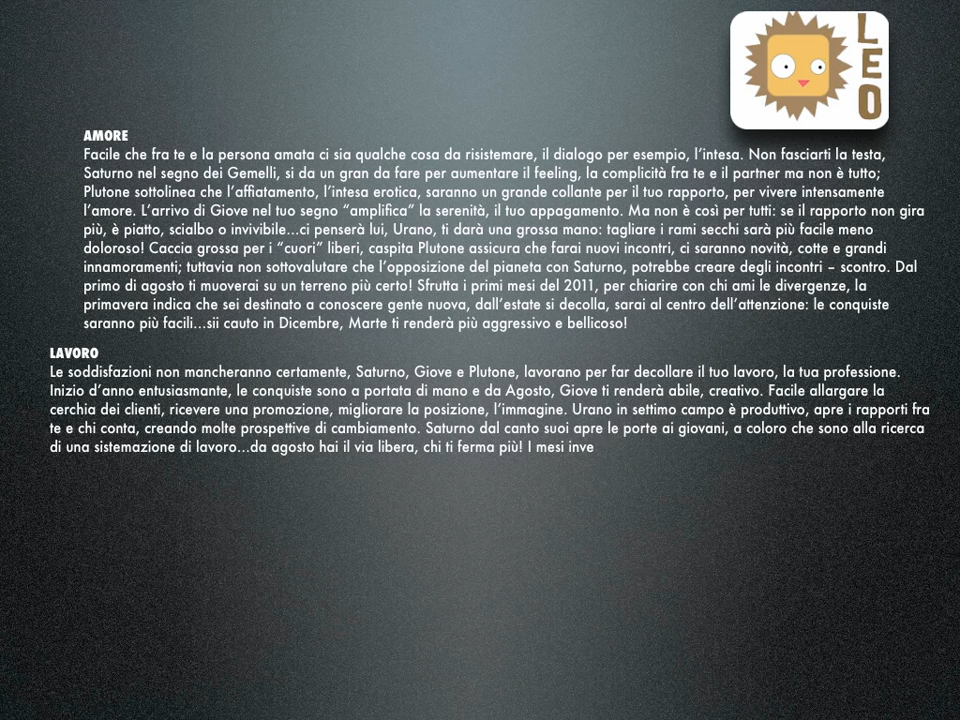 LEO
AMORE
Facile che fra te e la persona amata ci sia qualche cosa da risistemare, il dialogo per esempio, l’intesa. Non fasciarti la testa,
Saturno nel segno dei Gemelli, si da un gran da fare per aumentare il feeling, la complicità fra te e il partner ma non è tutto;
Plutone sottolinea che l’affiatamento, l’intesa erotica, saranno un grande collante per il tuo rapporto, per vivere intensamente
l’amore. L’arrivo di Giove nel tuo segno “amplifica” la serenità, il tuo appagamento. Ma non è così per tutti: se il rapporto non gira
più, è piatto, scialbo o invivibile...ci penserà lui, Urano, ti darà una grossa mano: tagliare i rami secchi sarà più facile meno
doloroso! Caccia grossa per i “cuori” liberi, caspita Plutone assicura che farai nuovi incontri, ci saranno novità, cotte e grandi
innamoramenti; tuttavia non sottovalutare che l’opposizione del pianeta con Saturno, potrebbe creare degli incontri – scontro. Dal
primo di agosto ti muoverai su un terreno più certo! Sfrutta i primi mesi del 2011, per chiarire con chi ami le divergenze, la
primavera indica che sei destinato a conoscere gente nuova, dall’estate si decolla, sarai al centro dell’attenzione: le conquiste
saranno più facili...sii cauto in Dicembre, Marte ti renderà più aggressivo e bellicoso!
LAVORO
Le soddisfazioni non mancheranno certamente, Saturno, Giove e Plutone, lavorano per far decollare il tuo lavoro, la tua professione.
Inizio d’anno entusiasmante, le conquiste sono a portata di mano e da Agosto, Giove ti renderà abile, creativo. Facile allargare la
cerchia dei clienti, ricevere una promozione, migliorare la posizione, l’immagine. Urano in settimo campo è produttivo, apre i rapporti fra
te e chi conta, creando molte prospettive di cambiamento. Saturno dal canto suoi apre le porte ai giovani, a coloro che sono alla ricerca
di una sistemazione di lavoro...da agosto hai il via libera, chi ti ferma più! I mesi inve